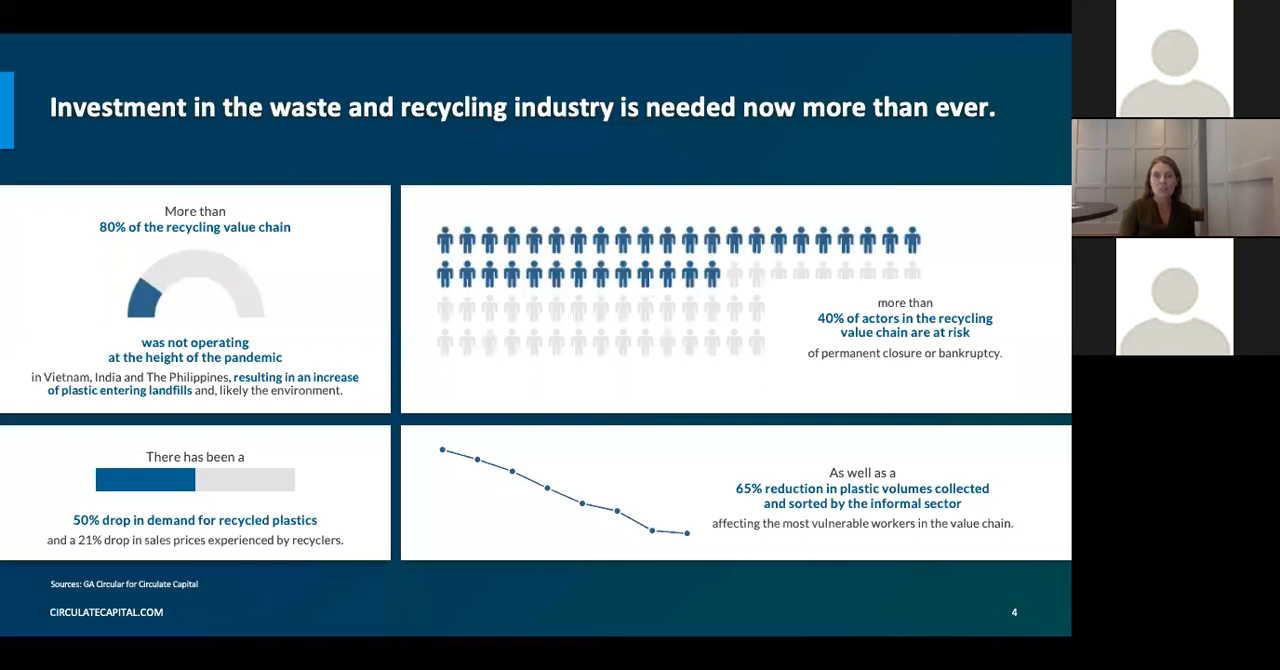 Investment in the waste and recycling industry is needed now more than ever.
More than
80% of the recycling value chain
was not operating
at the height of the pandemic
in Vietnam, India and The Philippines, resulting in an increase
of plastic entering landfills and, likely the environment.
more than
40% of actors in the recycling
value chain are at risk
of permanent closure or bankruptcy.
There has been a
50% drop in demand for recycled plastics
and a 21% drop in sales prices experienced by recyclers.
As well as a
65% reduction in plastic volumes collected
and sorted by the informal sector
affecting the most vulnerable workers in the value chain.
Sources: GA Circular for Circulate Capital
CIRCULATECAPITAL.COM
4